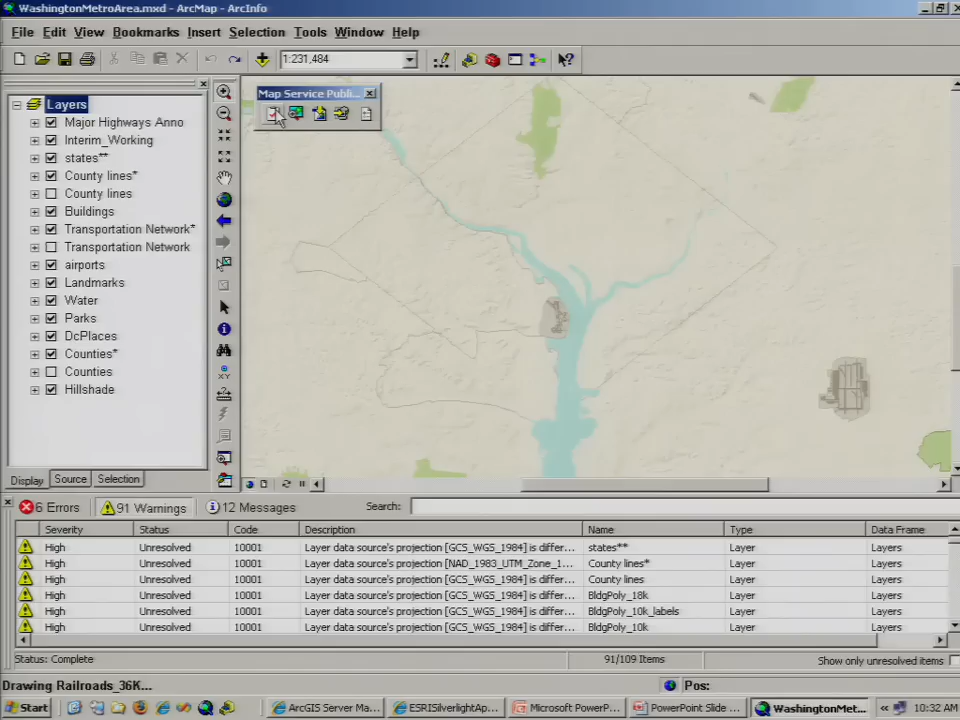 WashingtonMetroArea.mxd - ArcMap - ArcInfo
File Edit View Bookmarks Insert Selection Tools Window Help
1:231,484
Map Service Publi...
Layers
Major Highways Anno
Interim_Working
states**
County lines*
County lines
Buildings
Transportation Network*
Transportation Network
airports
Landmarks
Water
Parks
DcPlaces
Counties*
Counties
Hillshade
Display Source Selection
6 Errors 91 Warnings 12 Messages Search:
Severity Status Code Description Name Type Data Frame
High Unresolved 10001 Layer data source's projection [GCS_WGS_1984] is differ... states** Layer Layers
High Unresolved 10001 Layer data source's projection [NAD_1983_UTM_Zone_1... County lines* Layer Layers
High Unresolved 10001 Layer data source's projection [GCS_WGS_1984] is differ... County lines Layer Layers
High Unresolved 10001 Layer data source's projection [GCS_WGS_1984] is differ... BldgPoly_18k Layer Layers
High Unresolved 10001 Layer data source's projection [GCS_WGS_1984] is differ... BldgPoly_10k_labels Layer Layers
High Unresolved 10001 Layer data source's projection [GCS_WGS_1984] is differ... BldgPoly_10k Layer Layers
Status: Complete 91/109 Items Show only unresolved items
Drawing Railroads_36K... Pos:
Start ArcGIS Server Ma... ESRISilverlightAp... Microsoft PowerP... PowerPoint Slide ... WashingtonMet... 10:32 AM